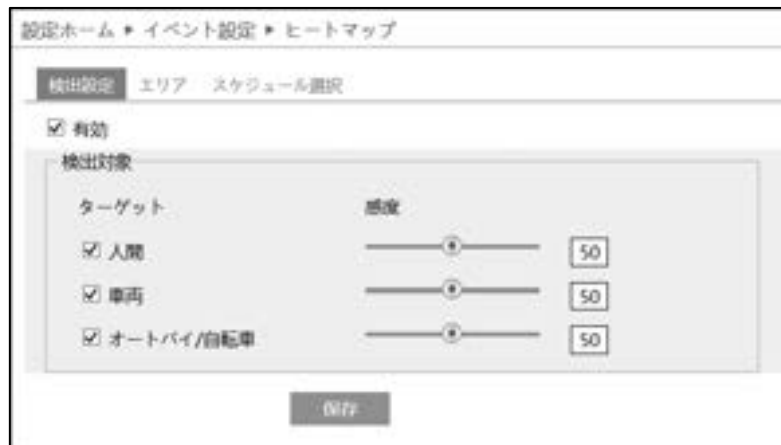 設定ホーム ▶ イベント設定 ▶ ヒートマップ
検出設定 エリア スケジュール選択
有効
検出対象
ターゲット 感度
人間 50
車両 50
オートバイ/自転車 50
保存